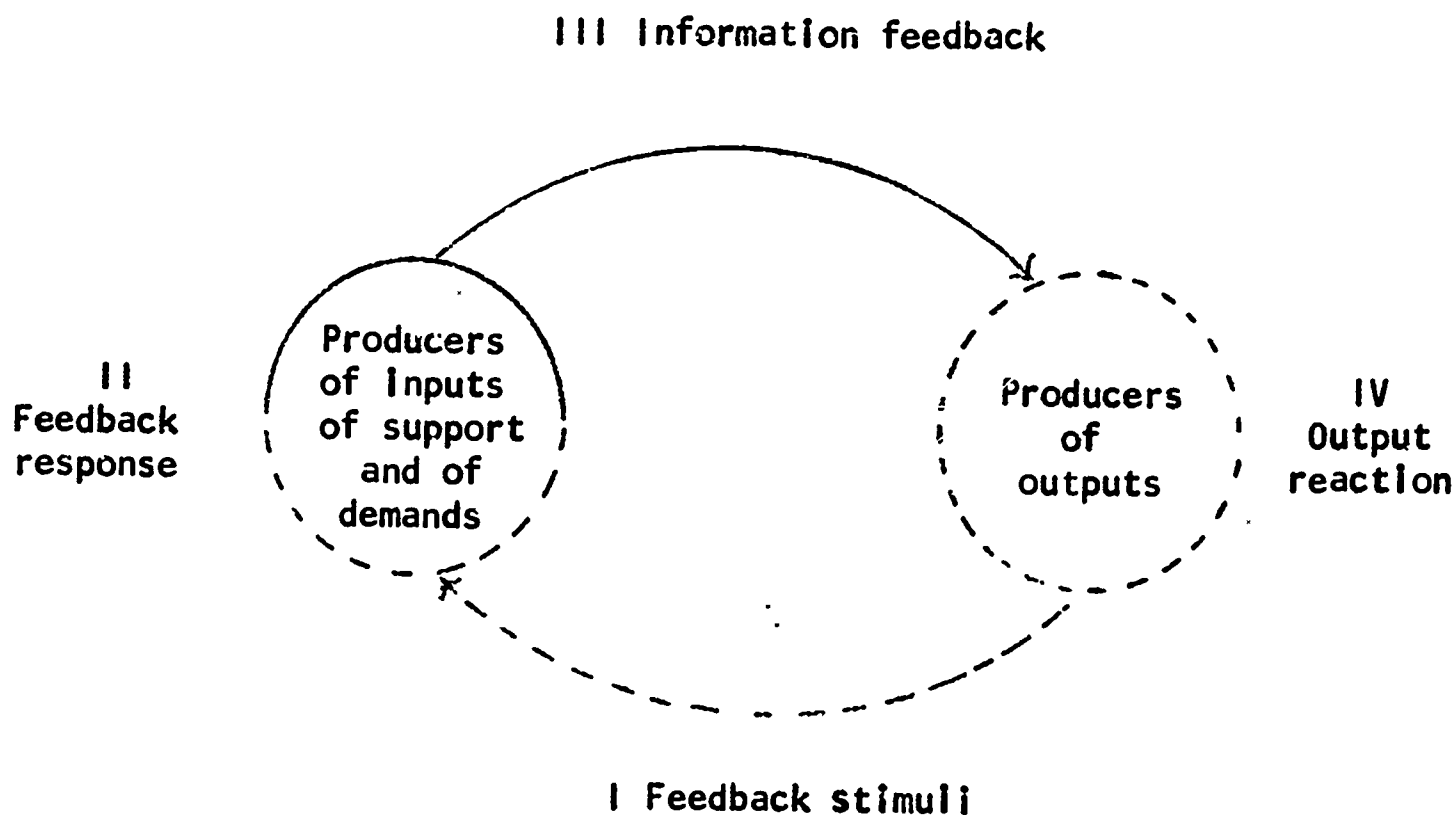 III Information feedback
II
Feedback
response
Producers
of inputs
of support
and of
demands
Producers
of
outputs
IV
Output
reaction
I Feedback stimuli